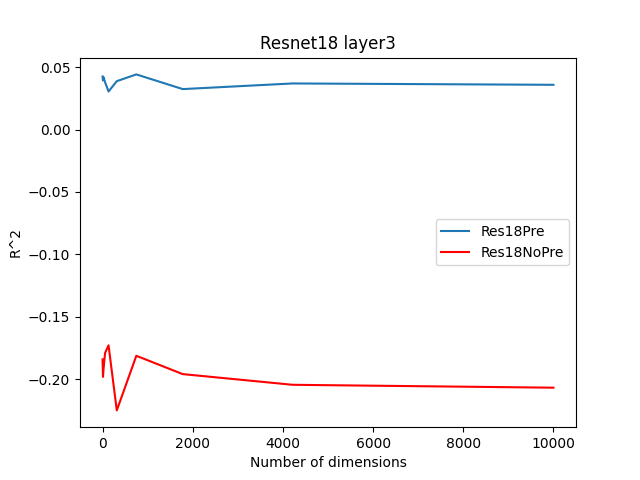 Resnet18 layer3
0.05
0.00
−0.05
−0.10
−0.15
−0.20
R^2
Res18Pre
Res18NoPre
0 2000 4000 6000 8000 10000
Number of dimensions